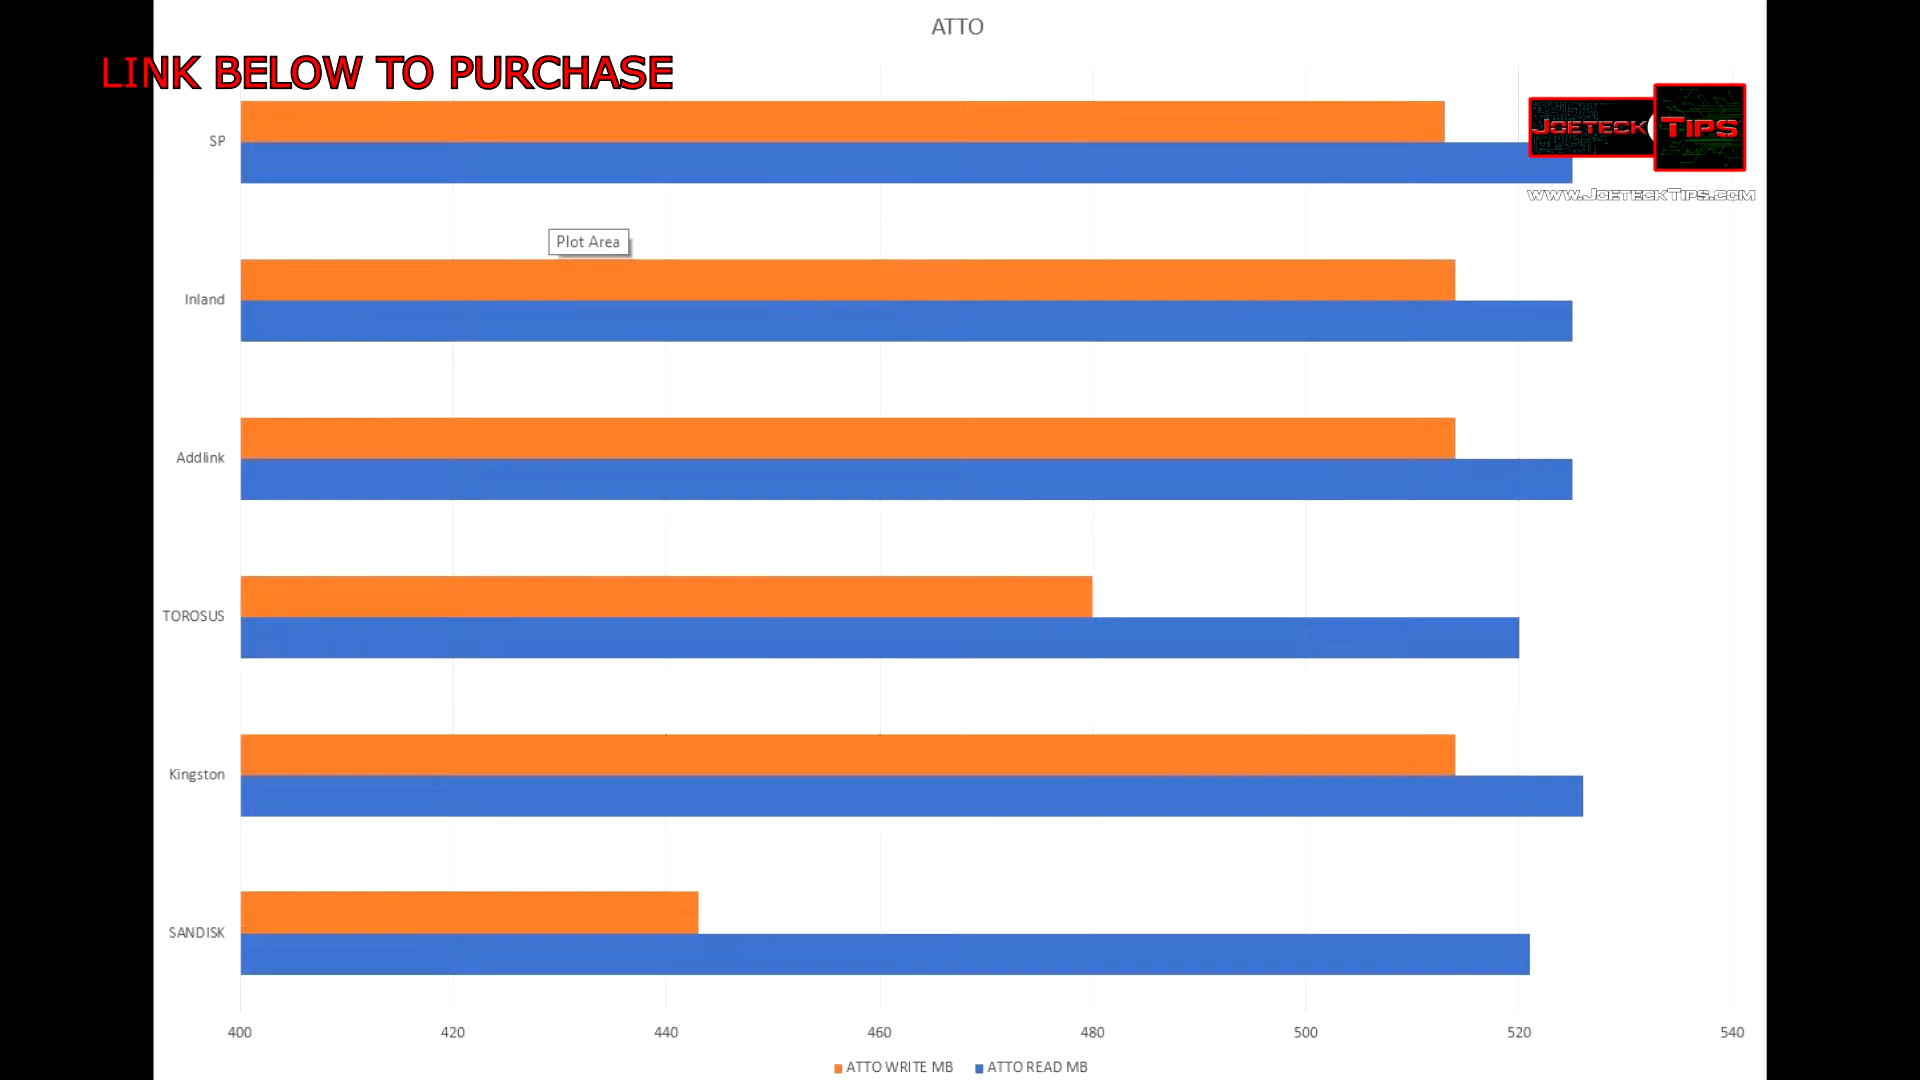 ATTO
LINK BELOW TO PURCHASE
JOETECK TIPS
WWW.JOETECKTIPS.COM
SP
Plot Area
Inland
Addlink
TOROSUS
Kingston
SANDISK
400 420 440 460 480 500 520 540
ATTO WRITE MB ATTO READ MB